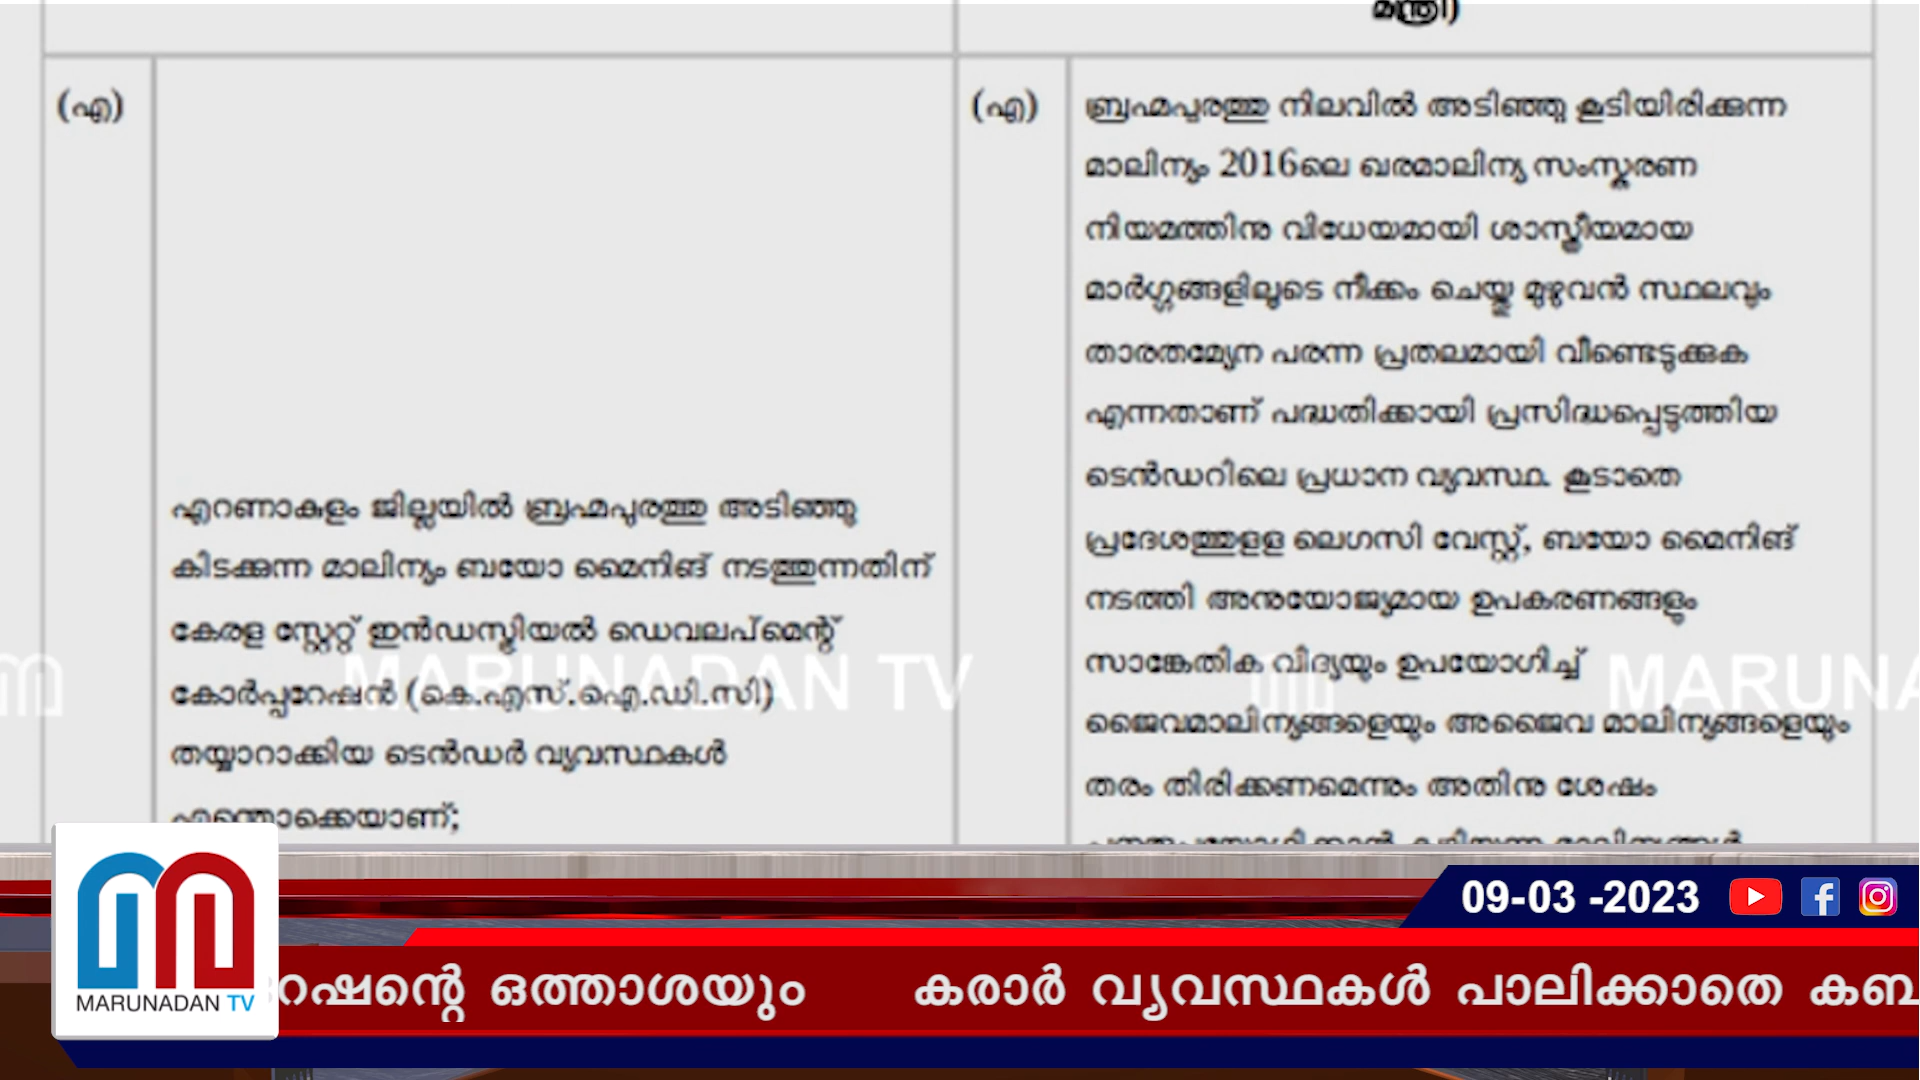 മന്ത്രി)
(എ)
എറണാകുളം ജില്ലയിൽ ബ്രഹ്മപുരത്തു അടിഞ്ഞു
കിടക്കുന്ന മാലിന്യം ബയോ മൈനിങ് നടത്തുന്നതിന്
കേരള സ്റ്റേറ്റ് ഇൻഡസ്ട്രിയൽ ഡെവലപ്മെന്റ്
കോർപ്പറേഷൻ (കെ.എസ്.ഐ.ഡി.സി)
തയ്യാറാക്കിയ ടെൻഡർ വ്യവസ്ഥകൾ
എന്തൊക്കെയാണ്;
(എ)
ബ്രഹ്മപുരത്തു നിലവിൽ അടിഞ്ഞു കൂടിയിരിക്കുന്ന
മാലിന്യം 2016ലെ ഖരമാലിന്യ സംസ്കരണ
നിയമത്തിനു വിധേയമായി ശാസ്ത്രീയമായ
മാർഗ്ഗങ്ങളിലൂടെ നീക്കം ചെയ്തു മുഴുവൻ സ്ഥലവും
താരതമ്യേന പരന്ന പ്രതലമായി വീണ്ടെടുക്കുക
എന്നതാണ് പദ്ധതിക്കായി പ്രസിദ്ധപ്പെടുത്തിയ
ടെൻഡറിലെ പ്രധാന വ്യവസ്ഥ. കൂടാതെ
പ്രദേശത്തുളള ലെഗസി വേസ്റ്റ്, ബയോ മൈനിങ്
നടത്തി അനുയോജ്യമായ ഉപകരണങ്ങളും
സാങ്കേതിക വിദ്യയും ഉപയോഗിച്ച്
ജൈവമാലിന്യങ്ങളെയും അജൈവ മാലിന്യങ്ങളെയും
തരം തിരിക്കണമെന്നും അതിനു ശേഷം
MARUNADAN TV
MARUNA
09-03 -2023
റേഷന്റെ ഒത്താശയും കരാർ വ്യവസ്ഥകൾ പാലിക്കാതെ കബ
MARUNADAN TV